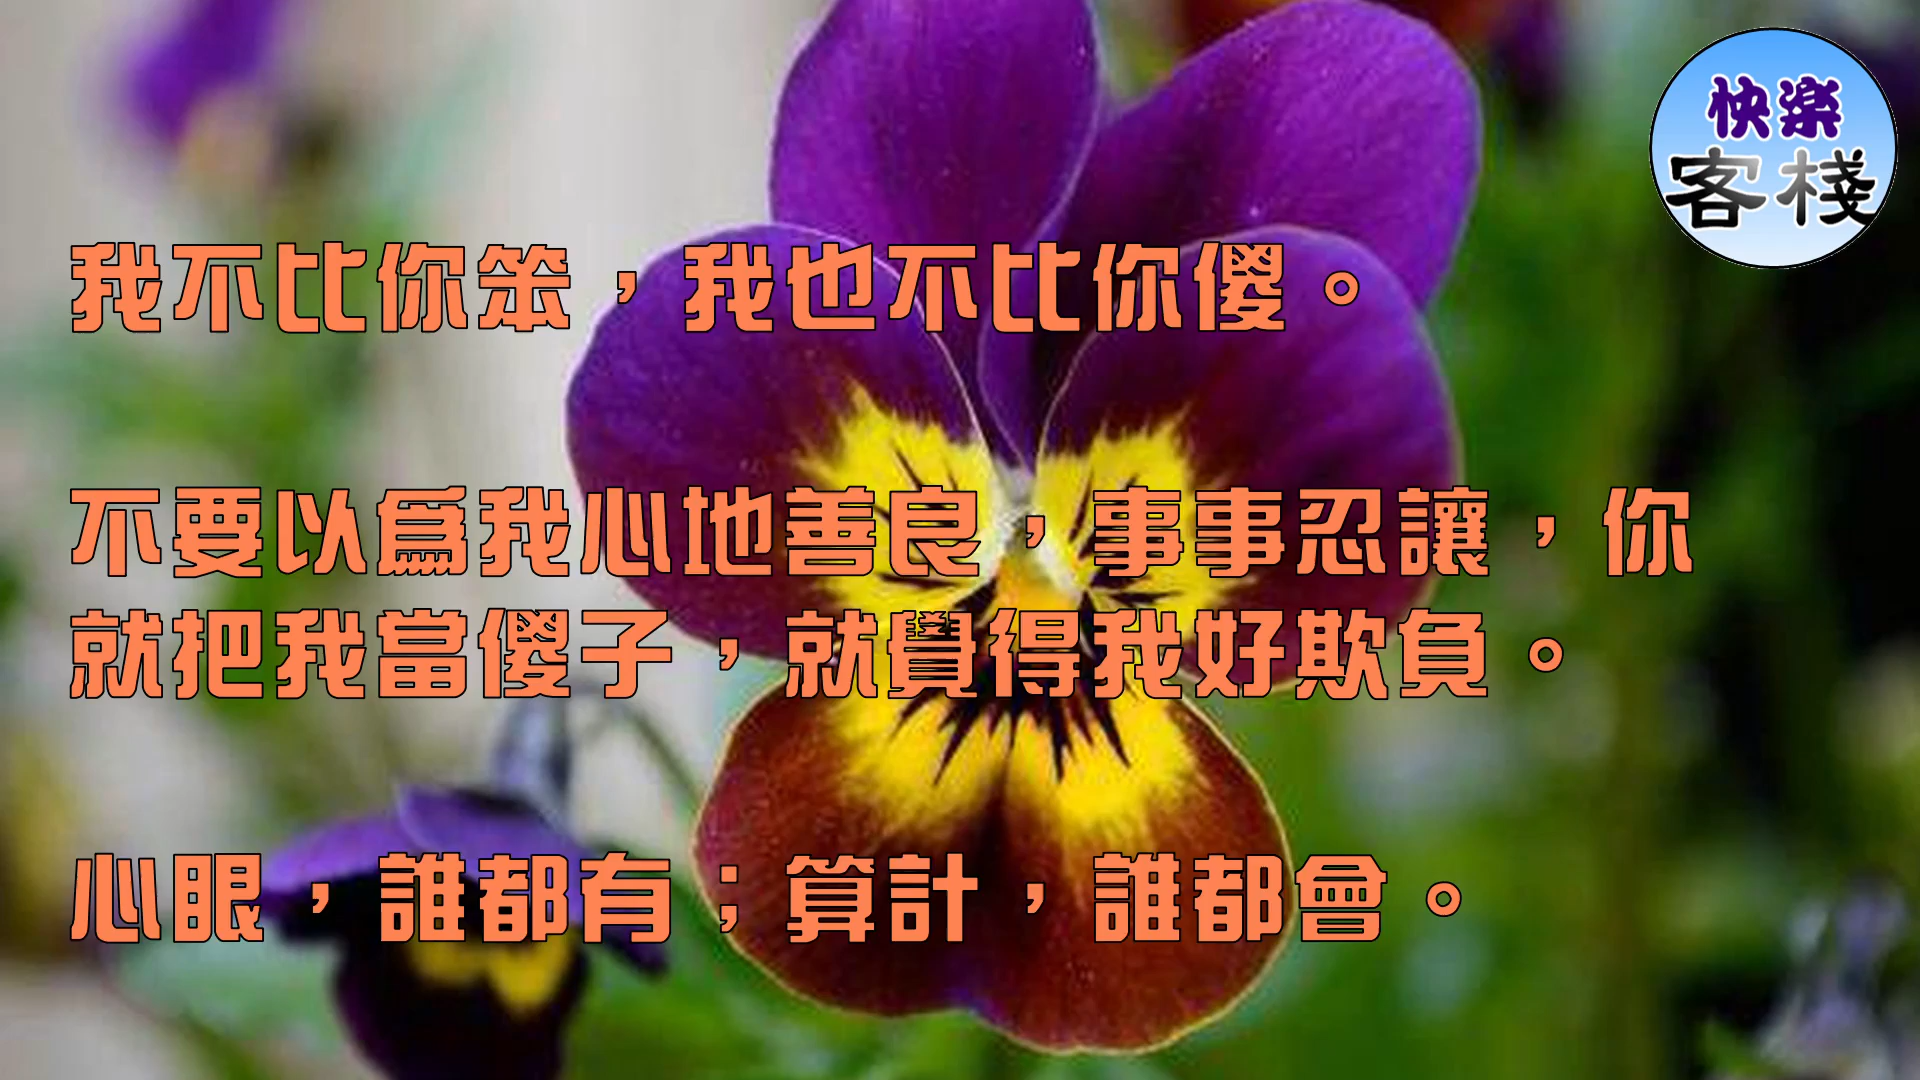 快樂
客棧
我不比你笨，我也不比你傻。
不要以為我心地善良，事事忍讓，你
就把我當傻子，就覺得我好欺負。
心眼，誰都有；算計，誰都會。